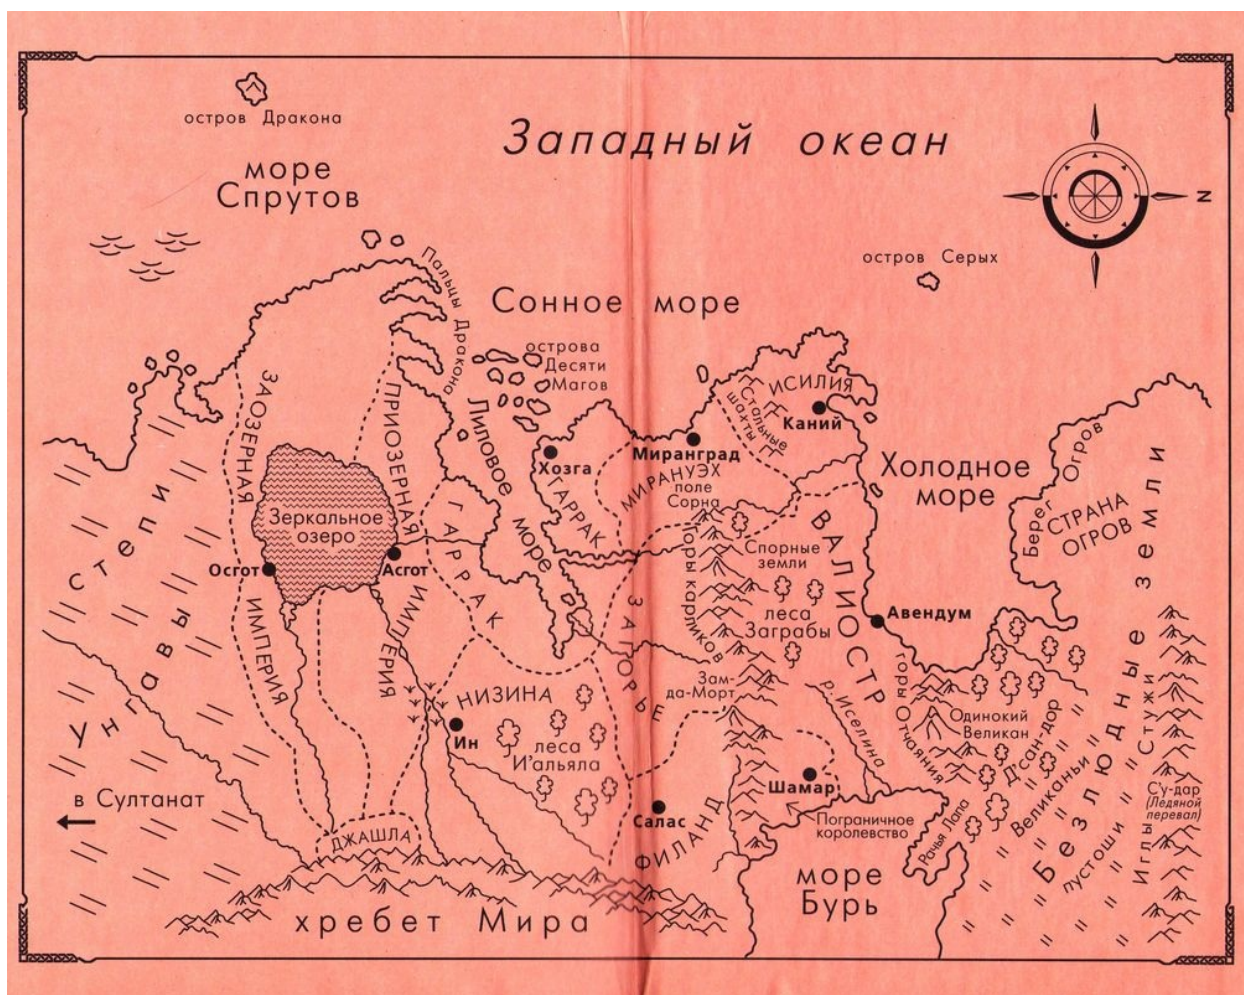 остров Дракона
Западный океан
море
Спрутов
N
остров Серых
Пальцы Дракона
Сонное море
острова
Десяти
Магов
ИСИЛИЯ
Стальные
шахты
Каний
ЗАОЗЕРНАЯ
ПРИОЗЕРНАЯ
Липовое
море
Хозга
Миранград
ГАРРАК
МИРАНУЭХ
поле
Сорна
Холодное
море
Берег Огров
СТРАНА
ОГРОВ
Зеркальное
озеро
Осгот
Асгот
ГАРРАК
ИМПЕРИЯ
ИМПЕРИЯ
ЗАГОРЬЕ
Горы карликов
Спорные
земли
леса
Заграбы
ВАЛИОСТР
Авендум
Унгавы Степи
НИЗИНА
Ин
леса
И'альяла
Зам-
да-Морт
р. Иселина
горы Отчаяния
Одинокий
Великан
Д'сан-дор
Безлюдные земли
в Султанат
ДЖАШЛА
Салас
ФИЛАНД
Шамар
Пограничное
королевство
Рачья Лапа
Великаньи
пустоши
Иглы Стужи
С'у-дар
(Ледяной
перевал)
море
Бурь
хребет Мира